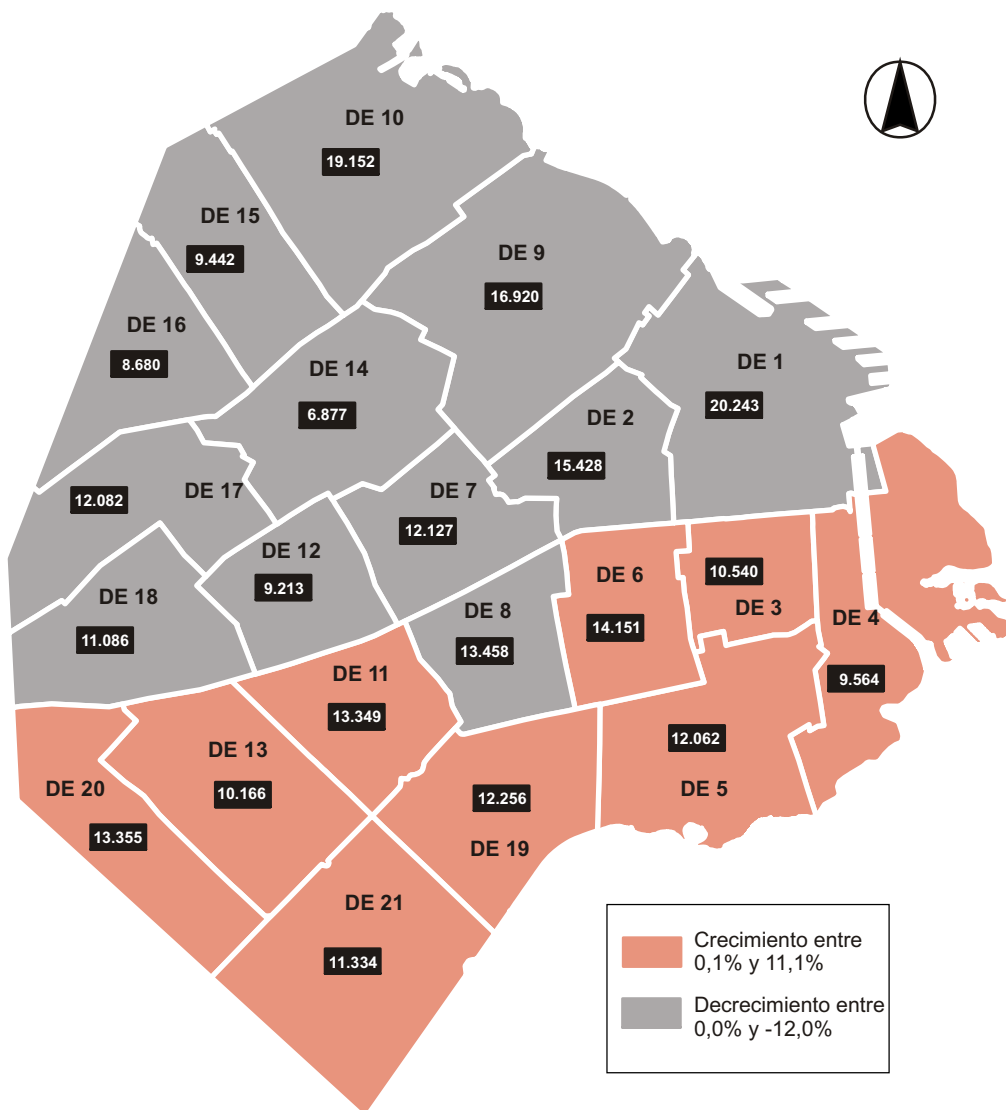 DE 10
19.152
DE 15
9.442
DE 9
16.920
DE 16
8.680
DE 14
6.877
DE 1
20.243
DE 2
15.428
DE 17
12.082
DE 7
12.127
DE 12
9.213
DE 18
11.086
DE 8
13.458
DE 6
14.151
10.540
DE 3
DE 4
9.564
DE 11
13.349
12.062
DE 5
DE 13
10.166
DE 20
13.355
12.256
DE 19
DE 21
11.334
Crecimiento entre
0,1% y 11,1%
Decrecimiento entre
0,0% y -12,0%